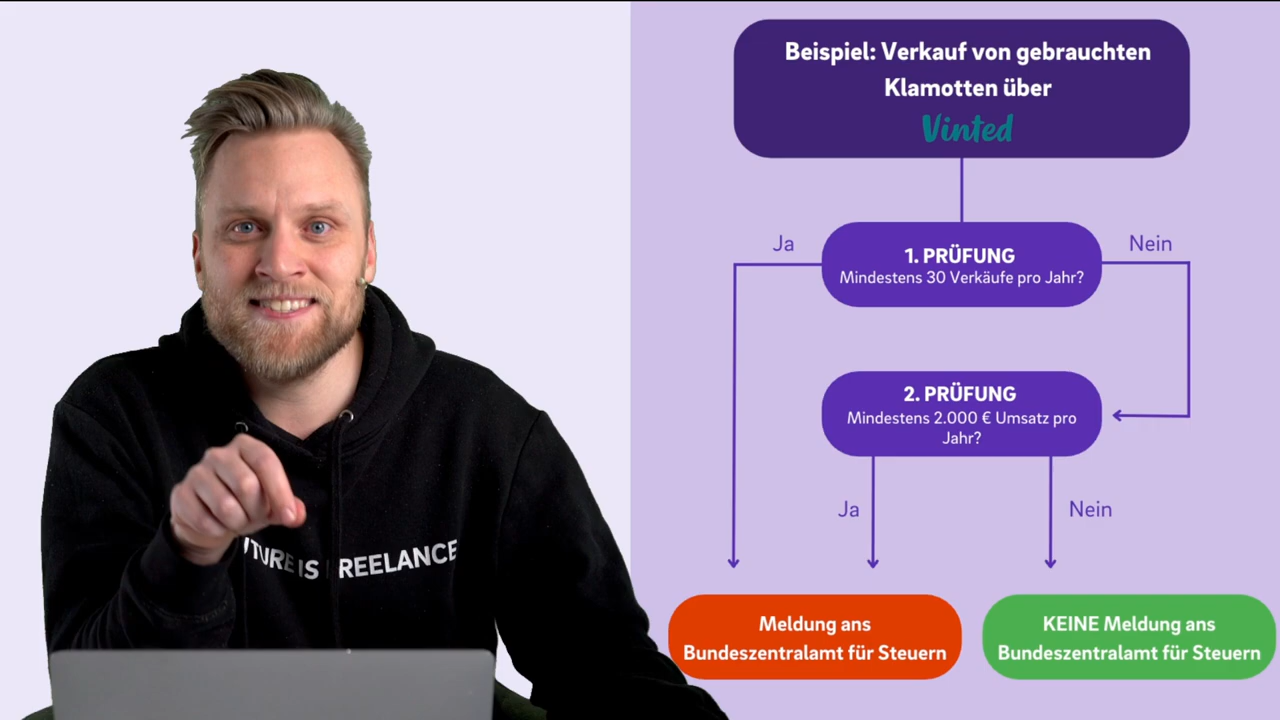 Beispiel: Verkauf von gebrauchten
Klamotten über
Vinted
Ja
1. PRÜFUNG
Mindestens 30 Verkäufe pro Jahr?
Nein
2. PRÜFUNG
Mindestens 2.000 € Umsatz pro
Jahr?
Ja
Nein
Meldung ans
Bundeszentralamt für Steuern
KEINE Meldung ans
Bundeszentralamt für Steuern
IS REELANCE